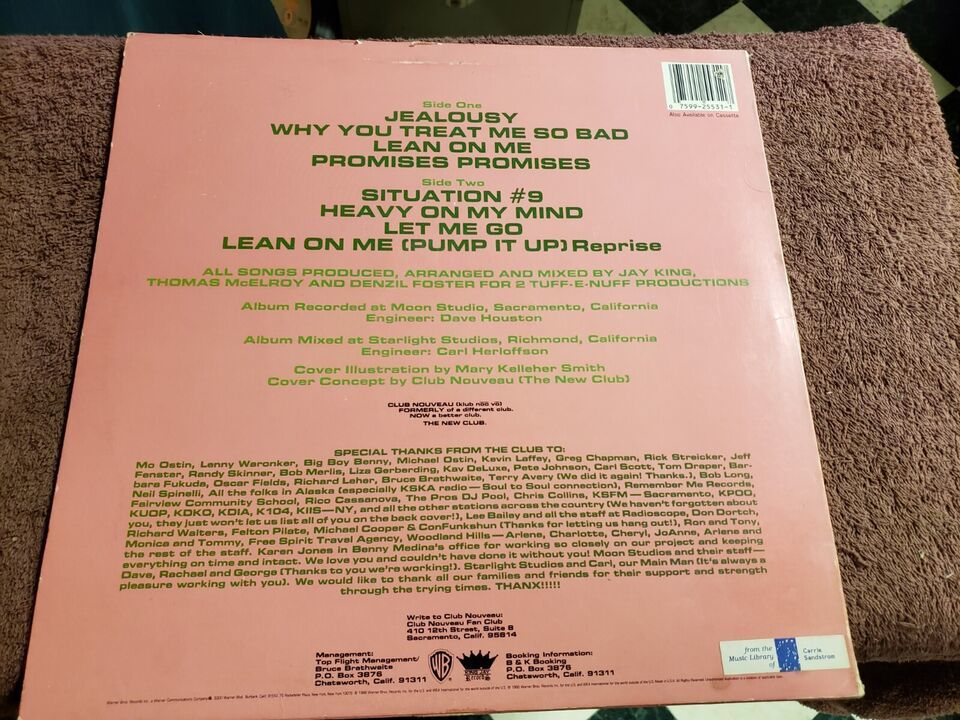 0 7599-25531-1
Also Available on Cassette
Side One
JEALOUSY
WHY YOU TREAT ME SO BAD
LEAN ON ME
PROMISES PROMISES
Side Two
SITUATION #9
HEAVY ON MY MIND
LET ME GO
LEAN ON ME (PUMP IT UP) Reprise
ALL SONGS PRODUCED, ARRANGED AND MIXED BY JAY KING,
THOMAS McELROY AND DENZIL FOSTER FOR 2 TUFF-E-NUFF PRODUCTIONS
Album Recorded at Moon Studio, Sacramento, California
Engineer: Dave Houston
Album Mixed at Starlight Studios, Richmond, California
Engineer: Carl Herloffson
Cover Illustration by Mary Kelleher Smith
Cover Concept by Club Nouveau (The New Club)
CLUB NOUVEAU (klub nōō vō)
FORMERLY of a different club.
NOW a better club.
THE NEW CLUB.
SPECIAL THANKS FROM THE CLUB TO:
Mo Ostin, Lenny Waronker, Big Boy Benny, Michael Ostin, Kevin Laffey, Greg Chapman, Rick Streicker, Jeff
Fenster, Randy Skinner, Bob Merlis, Liza Gerberding, Kav DeLuxe, Pete Johnson, Carl Scott, Tom Draper, Bar-
bara Fukuda, Oscar Fields, Richard Leher, Bruce Brathwaite, Terry Avery (We did it again! Thanks.), Bob Long,
Neil Spinelli, All the folks in Alaska (especially KSKA radio—Soul to Soul connection), Remember Me Records,
Fairview Community School, Rico Cassanova, The Pros DJ Pool, Chris Collins, KSFM—Sacramento, KPOO,
KUOP, KDKO, KDIA, K104, KIIS—NY, and all the other stations across the country (We haven't forgotten about
you, they just won't let us list all of you on the back cover!), Lee Bailey and all the staff at Radioscope, Don Dortch,
Richard Walters, Felton Pilate, Michael Cooper & ConFunkshun (Thanks for letting us hang out!), Ron and Tony,
Monica and Tommy, Free Spirit Travel Agency, Woodland Hills—Arlene, Charlotte, Cheryl, JoAnne, Arlene and
the rest of the staff. Karen Jones in Benny Medina's office for working so closely on our project and keeping
everything on time and intact. We love you and couldn't have done it without you! Moon Studios and their staff—
Dave, Rachael and George (Thanks to you we're working!). Starlight Studios and Carl, our Main Man (It's always a
pleasure working with you). We would like to thank all our families and friends for their support and strength
through the trying times. THANX!!!!!
Write to Club Nouveau:
Club Nouveau Fan Club
410 12th Street, Suite 8
Sacramento, Calif. 95814
Management:
Top Flight Management/
Bruce Brathwaite
P.O. Box 3876
Chatsworth, Calif. 91311
WB
KING JAY
Records
Booking Information:
B & K Booking
P.O. Box 3876
Chatsworth, Calif. 91311
from the
Music Library
of
Carrie
Sandstrom